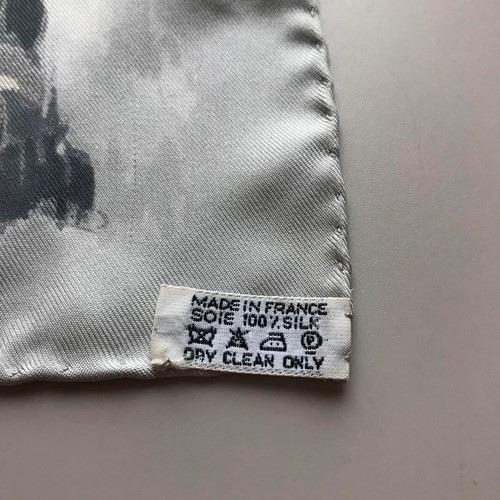 MADE IN FRANCE
SOIE 100% SILK
P
DRY CLEAN ONLY